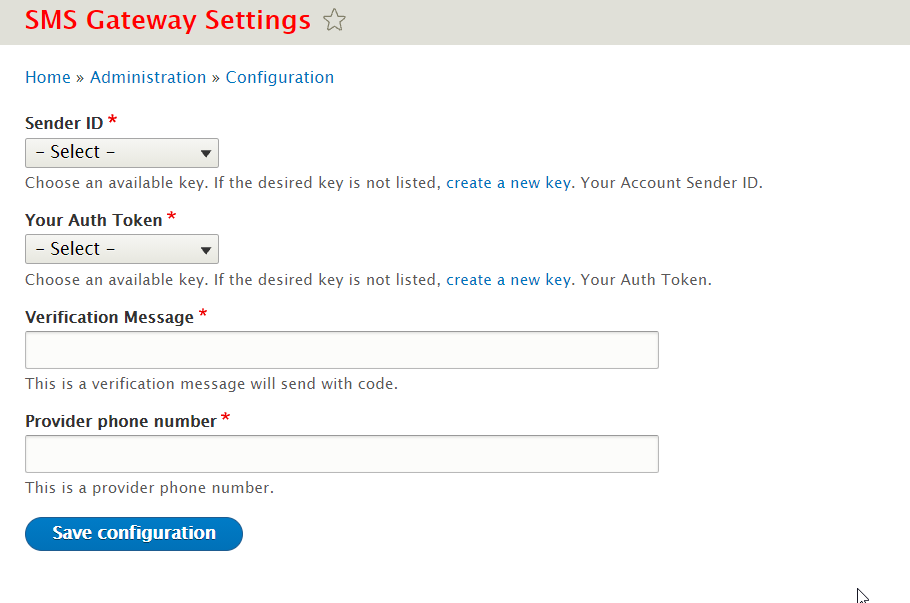 SMS Gateway Settings
Home » Administration » Configuration
Sender ID *
- Select -
Choose an available key. If the desired key is not listed, create a new key. Your Account Sender ID.
Your Auth Token *
- Select -
Choose an available key. If the desired key is not listed, create a new key. Your Auth Token.
Verification Message *
This is a verification message will send with code.
Provider phone number *
This is a provider phone number.
Save configuration